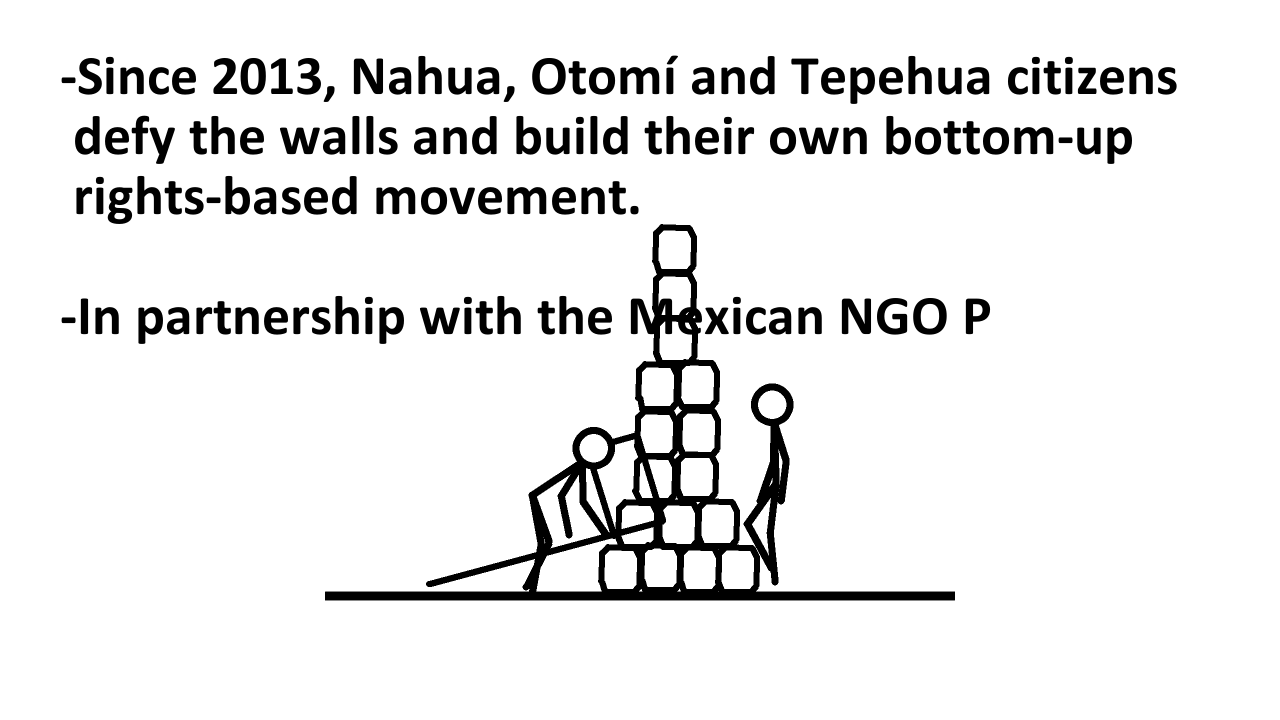 -Since 2013, Nahua, Otomí and Tepehua citizens
defy the walls and build their own bottom-up
rights-based movement.
-In partnership with the Mexican NGO P